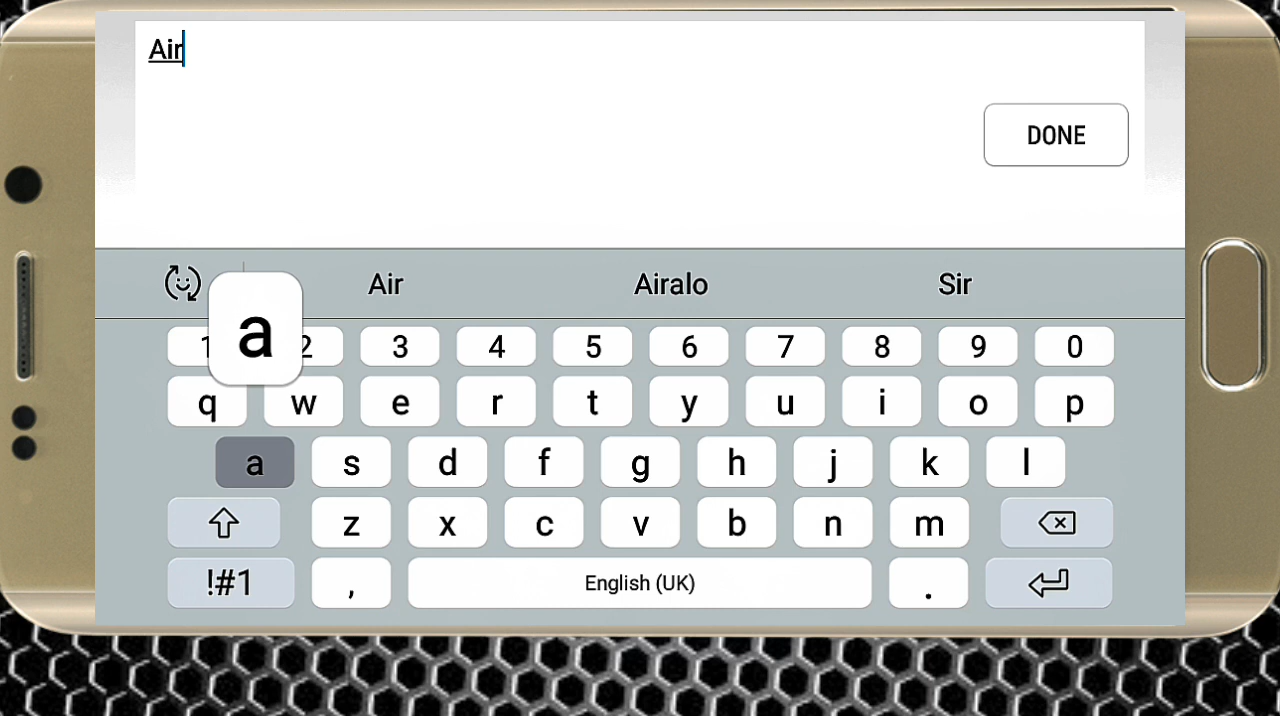 Air
DONE
Air Airalo Sir
a
1 2 3 4 5 6 7 8 9 0
q w e r t y u i o p
a s d f g h j k l
z x c v b n m
!#1 , English (UK) .